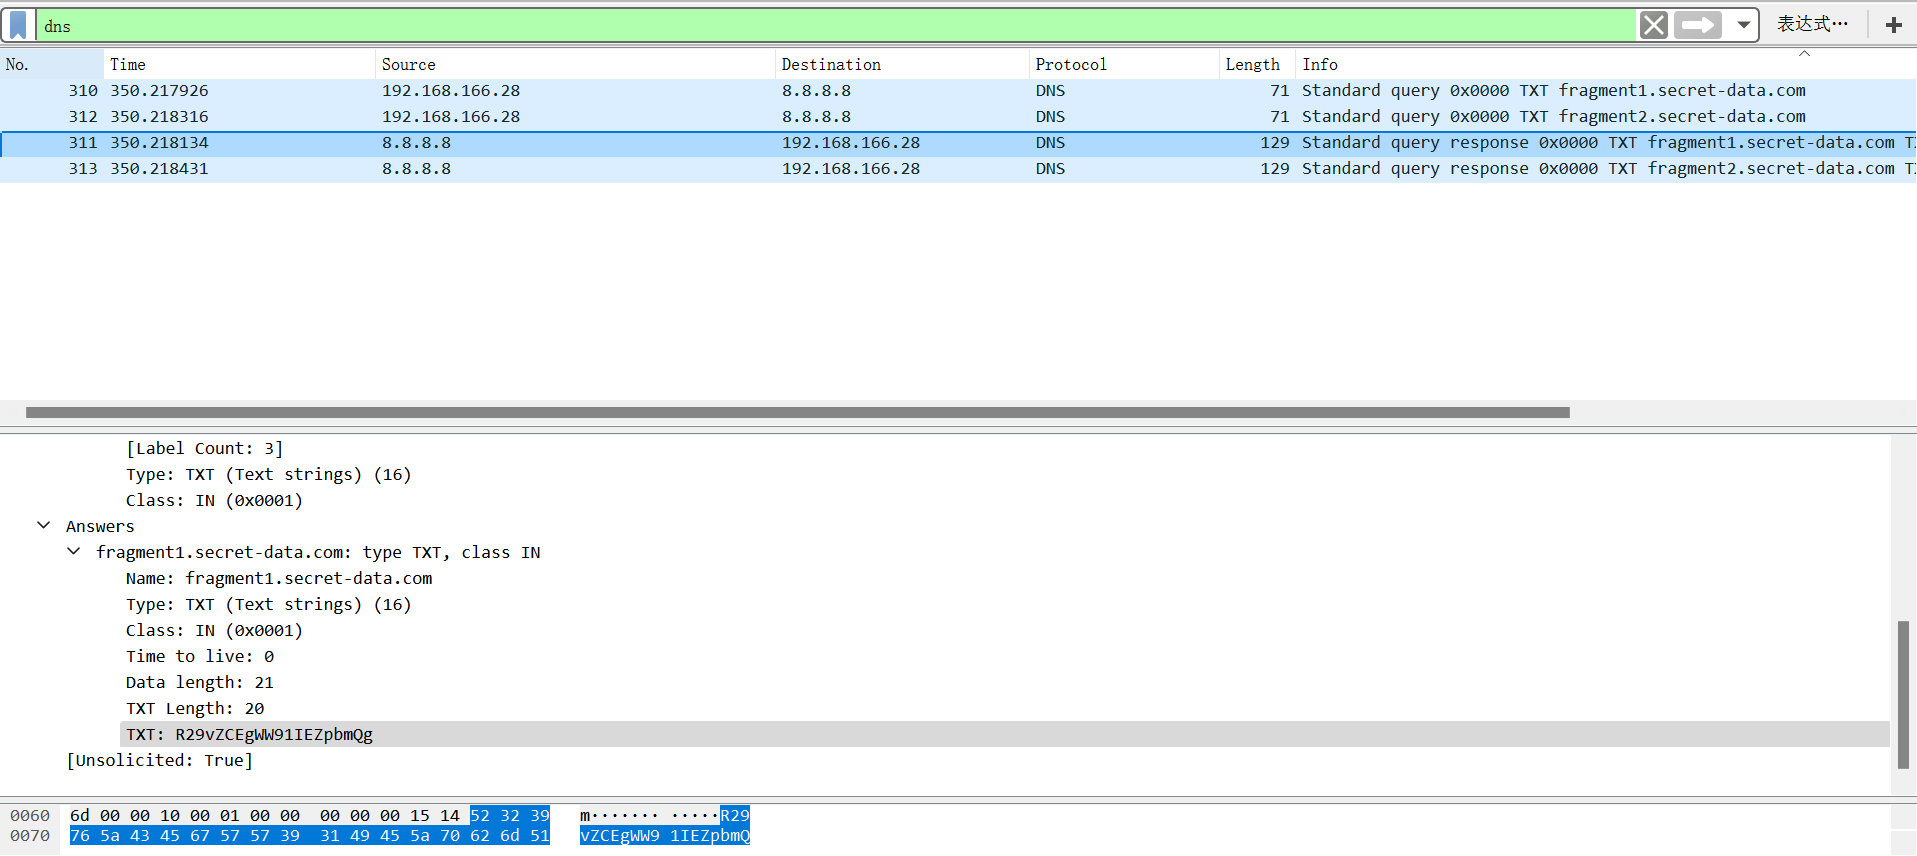 dns
表达式…
No. Time Source Destination Protocol Length Info
310 350.217926 192.168.166.28 8.8.8.8 DNS 71 Standard query 0x0000 TXT fragment1.secret-data.com
312 350.218316 192.168.166.28 8.8.8.8 DNS 71 Standard query 0x0000 TXT fragment2.secret-data.com
311 350.218134 8.8.8.8 192.168.166.28 DNS 129 Standard query response 0x0000 TXT fragment1.secret-data.com T
313 350.218431 8.8.8.8 192.168.166.28 DNS 129 Standard query response 0x0000 TXT fragment2.secret-data.com T
[Label Count: 3]
Type: TXT (Text strings) (16)
Class: IN (0x0001)
Answers
fragment1.secret-data.com: type TXT, class IN
Name: fragment1.secret-data.com
Type: TXT (Text strings) (16)
Class: IN (0x0001)
Time to live: 0
Data length: 21
TXT Length: 20
TXT: R29vZCEgWW91IEZpbmQg
[Unsolicited: True]
0060 6d 00 00 10 00 01 00 00 00 00 00 15 14 52 32 39 m······· ·····R29
0070 76 5a 43 45 67 57 57 39 31 49 45 5a 70 62 6d 51 vZCEgWW9 1IEZpbmQ